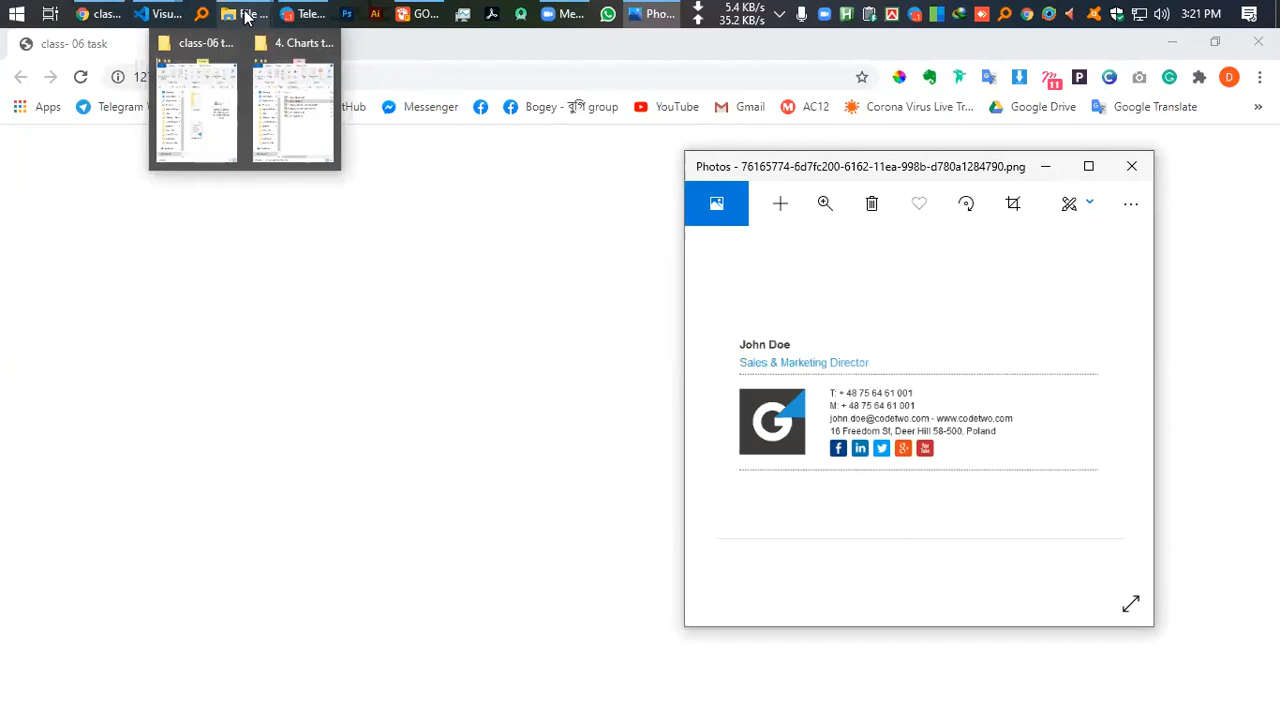 clas...
Visu...
File ...
Tele...
Ps
Ai
GO...
Me...
Pho...
5.4 KB/s
35.2 KB/s
3:21 PM
class- 06 task
class-06 t...
4. Charts t...
Apps
Telegram
Messenger
গ্রুপি group
YouTube
Gmail
AC12
Corona Virus Live Tr...
Google Drive
Google Translate
11
P
D
Photos - 76165774-6d7fc200-6162-11ea-998b-d780a1284790.png
John Doe
Sales & Marketing Director
G
T: + 48 75 64 61 001
M: + 48 75 64 61 001
john.doe@codetwo.com - www.codetwo.com
16 Freedom St, Deer Hill 58-500, Poland